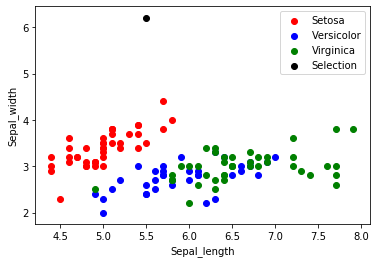 6
5
4
3
2
Sepal_width
Setosa
Versicolor
Virginica
Selection
4.5 5.0 5.5 6.0 6.5 7.0 7.5 8.0
Sepal_length